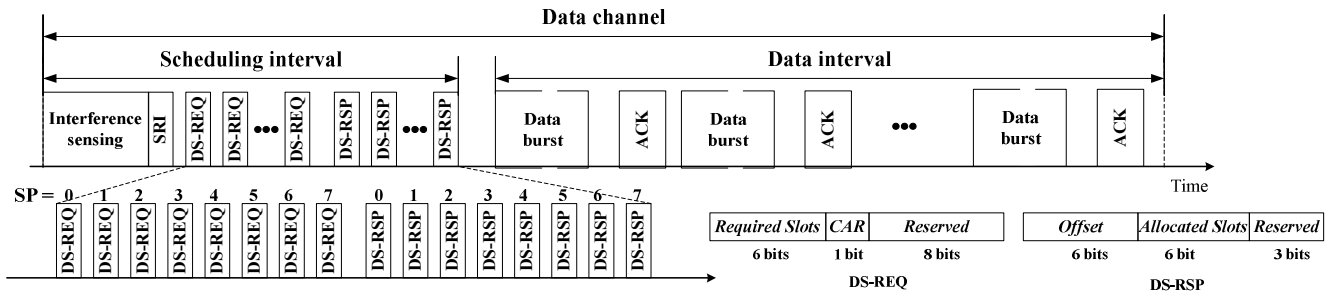 Data channel
Scheduling interval
Data interval
Interference sensing
SRI
DS-REQ
DS-REQ
•••
DS-REQ
DS-RSP
DS-RSP
•••
DS-RSP
Data burst
ACK
Data burst
ACK
•••
Data burst
ACK
Time
SP = 0 1 2 3 4 5 6 7 0 1 2 3 4 5 6 7
DS-REQ
DS-REQ
DS-REQ
DS-REQ
DS-REQ
DS-REQ
DS-REQ
DS-REQ
DS-RSP
DS-RSP
DS-RSP
DS-RSP
DS-RSP
DS-RSP
DS-RSP
DS-RSP
Required Slots CAR Reserved
6 bits 1 bit 8 bits
DS-REQ
Offset Allocated Slots Reserved
6 bits 6 bit 3 bits
DS-RSP